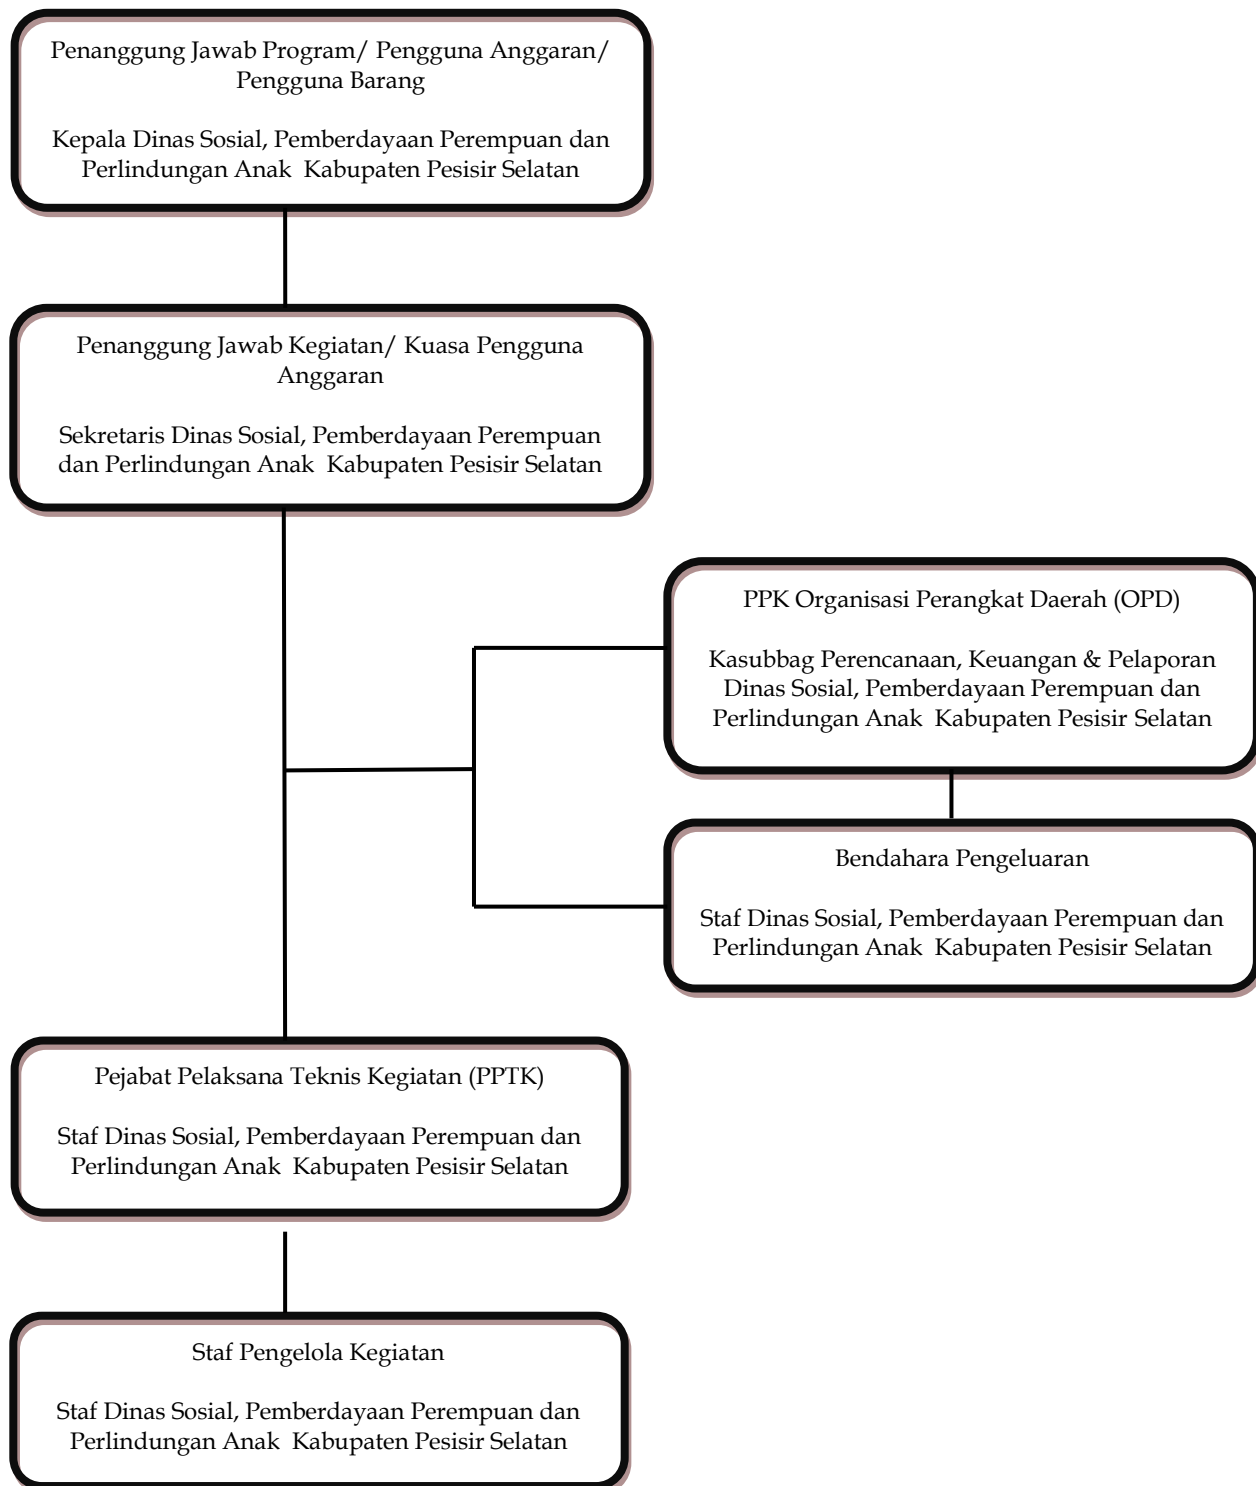 Penanggung Jawab Program/ Pengguna Anggaran/
Pengguna Barang
Kepala Dinas Sosial, Pemberdayaan Perempuan dan
Perlindungan Anak  Kabupaten Pesisir Selatan
Penanggung Jawab Kegiatan/ Kuasa Pengguna
Anggaran
Sekretaris Dinas Sosial, Pemberdayaan Perempuan
dan Perlindungan Anak  Kabupaten Pesisir Selatan
PPK Organisasi Perangkat Daerah (OPD)
Kasubbag Perencanaan, Keuangan & Pelaporan
Dinas Sosial, Pemberdayaan Perempuan dan
Perlindungan Anak  Kabupaten Pesisir Selatan
Bendahara Pengeluaran
Staf Dinas Sosial, Pemberdayaan Perempuan dan
Perlindungan Anak  Kabupaten Pesisir Selatan
Pejabat Pelaksana Teknis Kegiatan (PPTK)
Staf Dinas Sosial, Pemberdayaan Perempuan dan
Perlindungan Anak  Kabupaten Pesisir Selatan
Staf Pengelola Kegiatan
Staf Dinas Sosial, Pemberdayaan Perempuan dan
Perlindungan Anak  Kabupaten Pesisir Selatan